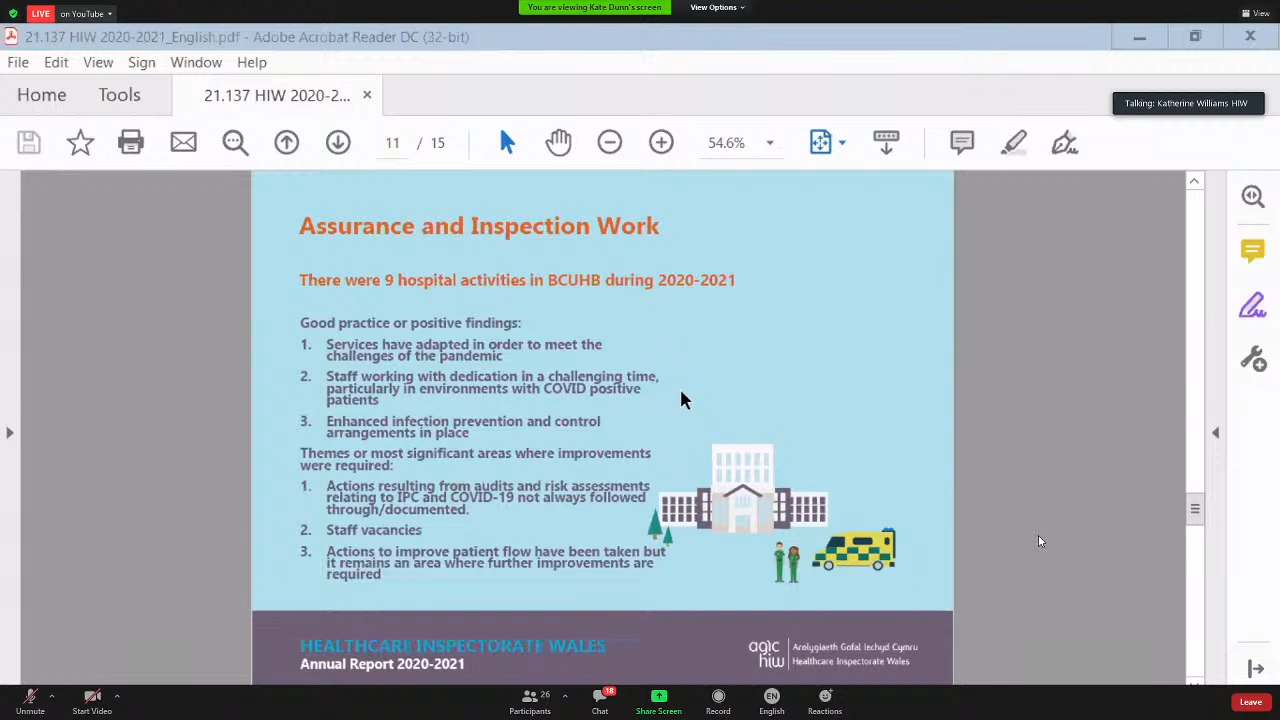 LIVE
on YouTube
You are viewing Kate Dunn's screen
View Options
View
21.137 HIW 2020-2021_English.pdf - Adobe Acrobat Reader DC (32-bit)
File Edit View Sign Window Help
Home Tools 21.137 HIW 2020-2... ×
Talking: Katherine Williams HIW
11 / 15 54.6%
Assurance and Inspection Work
There were 9 hospital activities in BCUHB during 2020-2021
Good practice or positive findings:
1. Services have adapted in order to meet the
challenges of the pandemic
2. Staff working with dedication in a challenging time,
particularly in environments with COVID positive
patients
3. Enhanced infection prevention and control
arrangements in place
Themes or most significant areas where improvements
were required:
1. Actions resulting from audits and risk assessments
relating to IPC and COVID-19 not always followed
through/documented.
2. Staff vacancies
3. Actions to improve patient flow have been taken but
it remains an area where further improvements are
required
HEALTHCARE INSPECTORATE WALES
Annual Report 2020-2021
agic
hiw
Arolygiaeth Gofal Iechyd Cymru
Healthcare Inspectorate Wales
Unmute
Start Video
26
Participants
18
Chat
Share Screen
Record
EN
English
Reactions
Leave